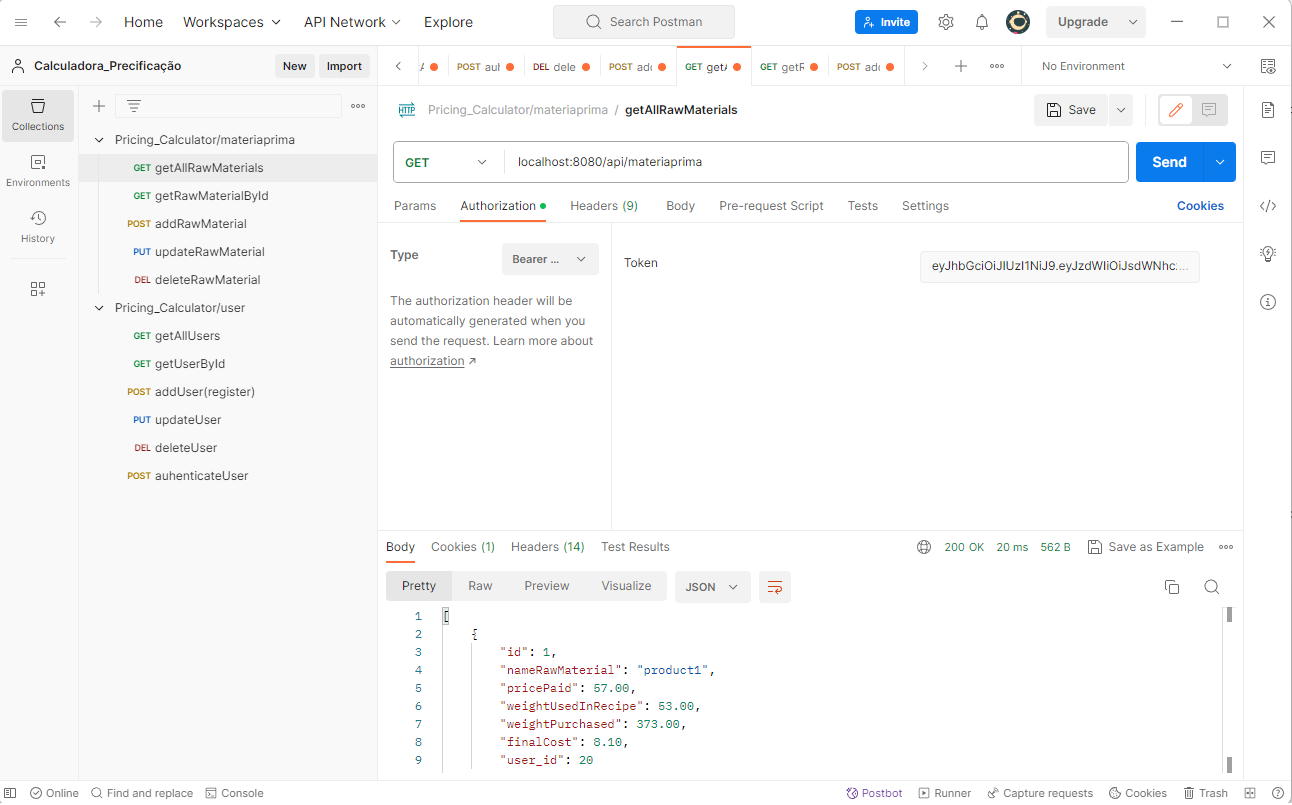 Home Workspaces API Network Explore Search Postman Invite Upgrade
Calculadora_Precificação New Import
POST DEL dele POST GET GET POST No Environment
Collections
Environments
History
Pricing_Calculator/materiaprima
GET getAllRawMaterials
GET getRawMaterialById
POST addRawMaterial
PUT updateRawMaterial
DEL deleteRawMaterial
Pricing_Calculator/user
GET getAllUsers
GET getUserById
POST addUser(register)
PUT updateUser
DEL deleteUser
POST auhenticateUser
HTTP Pricing_Calculator/materiaprima / getAllRawMaterials Save
GET localhost:8080/api/materiaprima Send
Params Authorization Headers (9) Body Pre-request Script Tests Settings Cookies
Type Bearer ...
The authorization header will be
automatically generated when you
send the request. Learn more about
authorization ↗
Token
Body Cookies (1) Headers (14) Test Results 200 OK 20 ms 562 B Save as Example
Pretty Raw Preview Visualize JSON
1 [
2 {
3 "id": 1,
4 "nameRawMaterial": "product1",
5 "pricePaid": 57.00,
6 "weightUsedInRecipe": 53.00,
7 "weightPurchased": 373.00,
8 "finalCost": 8.10,
9 "user_id": 20
Online Find and replace Console Postbot Runner Capture requests Cookies Trash